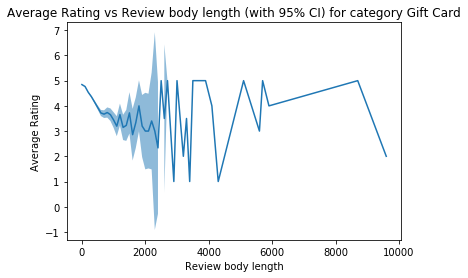 Average Rating vs Review body length (with 95% CI) for category Gift Card
7
6
5
4
3
2
1
0
−1
Average Rating
0 2000 4000 6000 8000 10000
Review body length